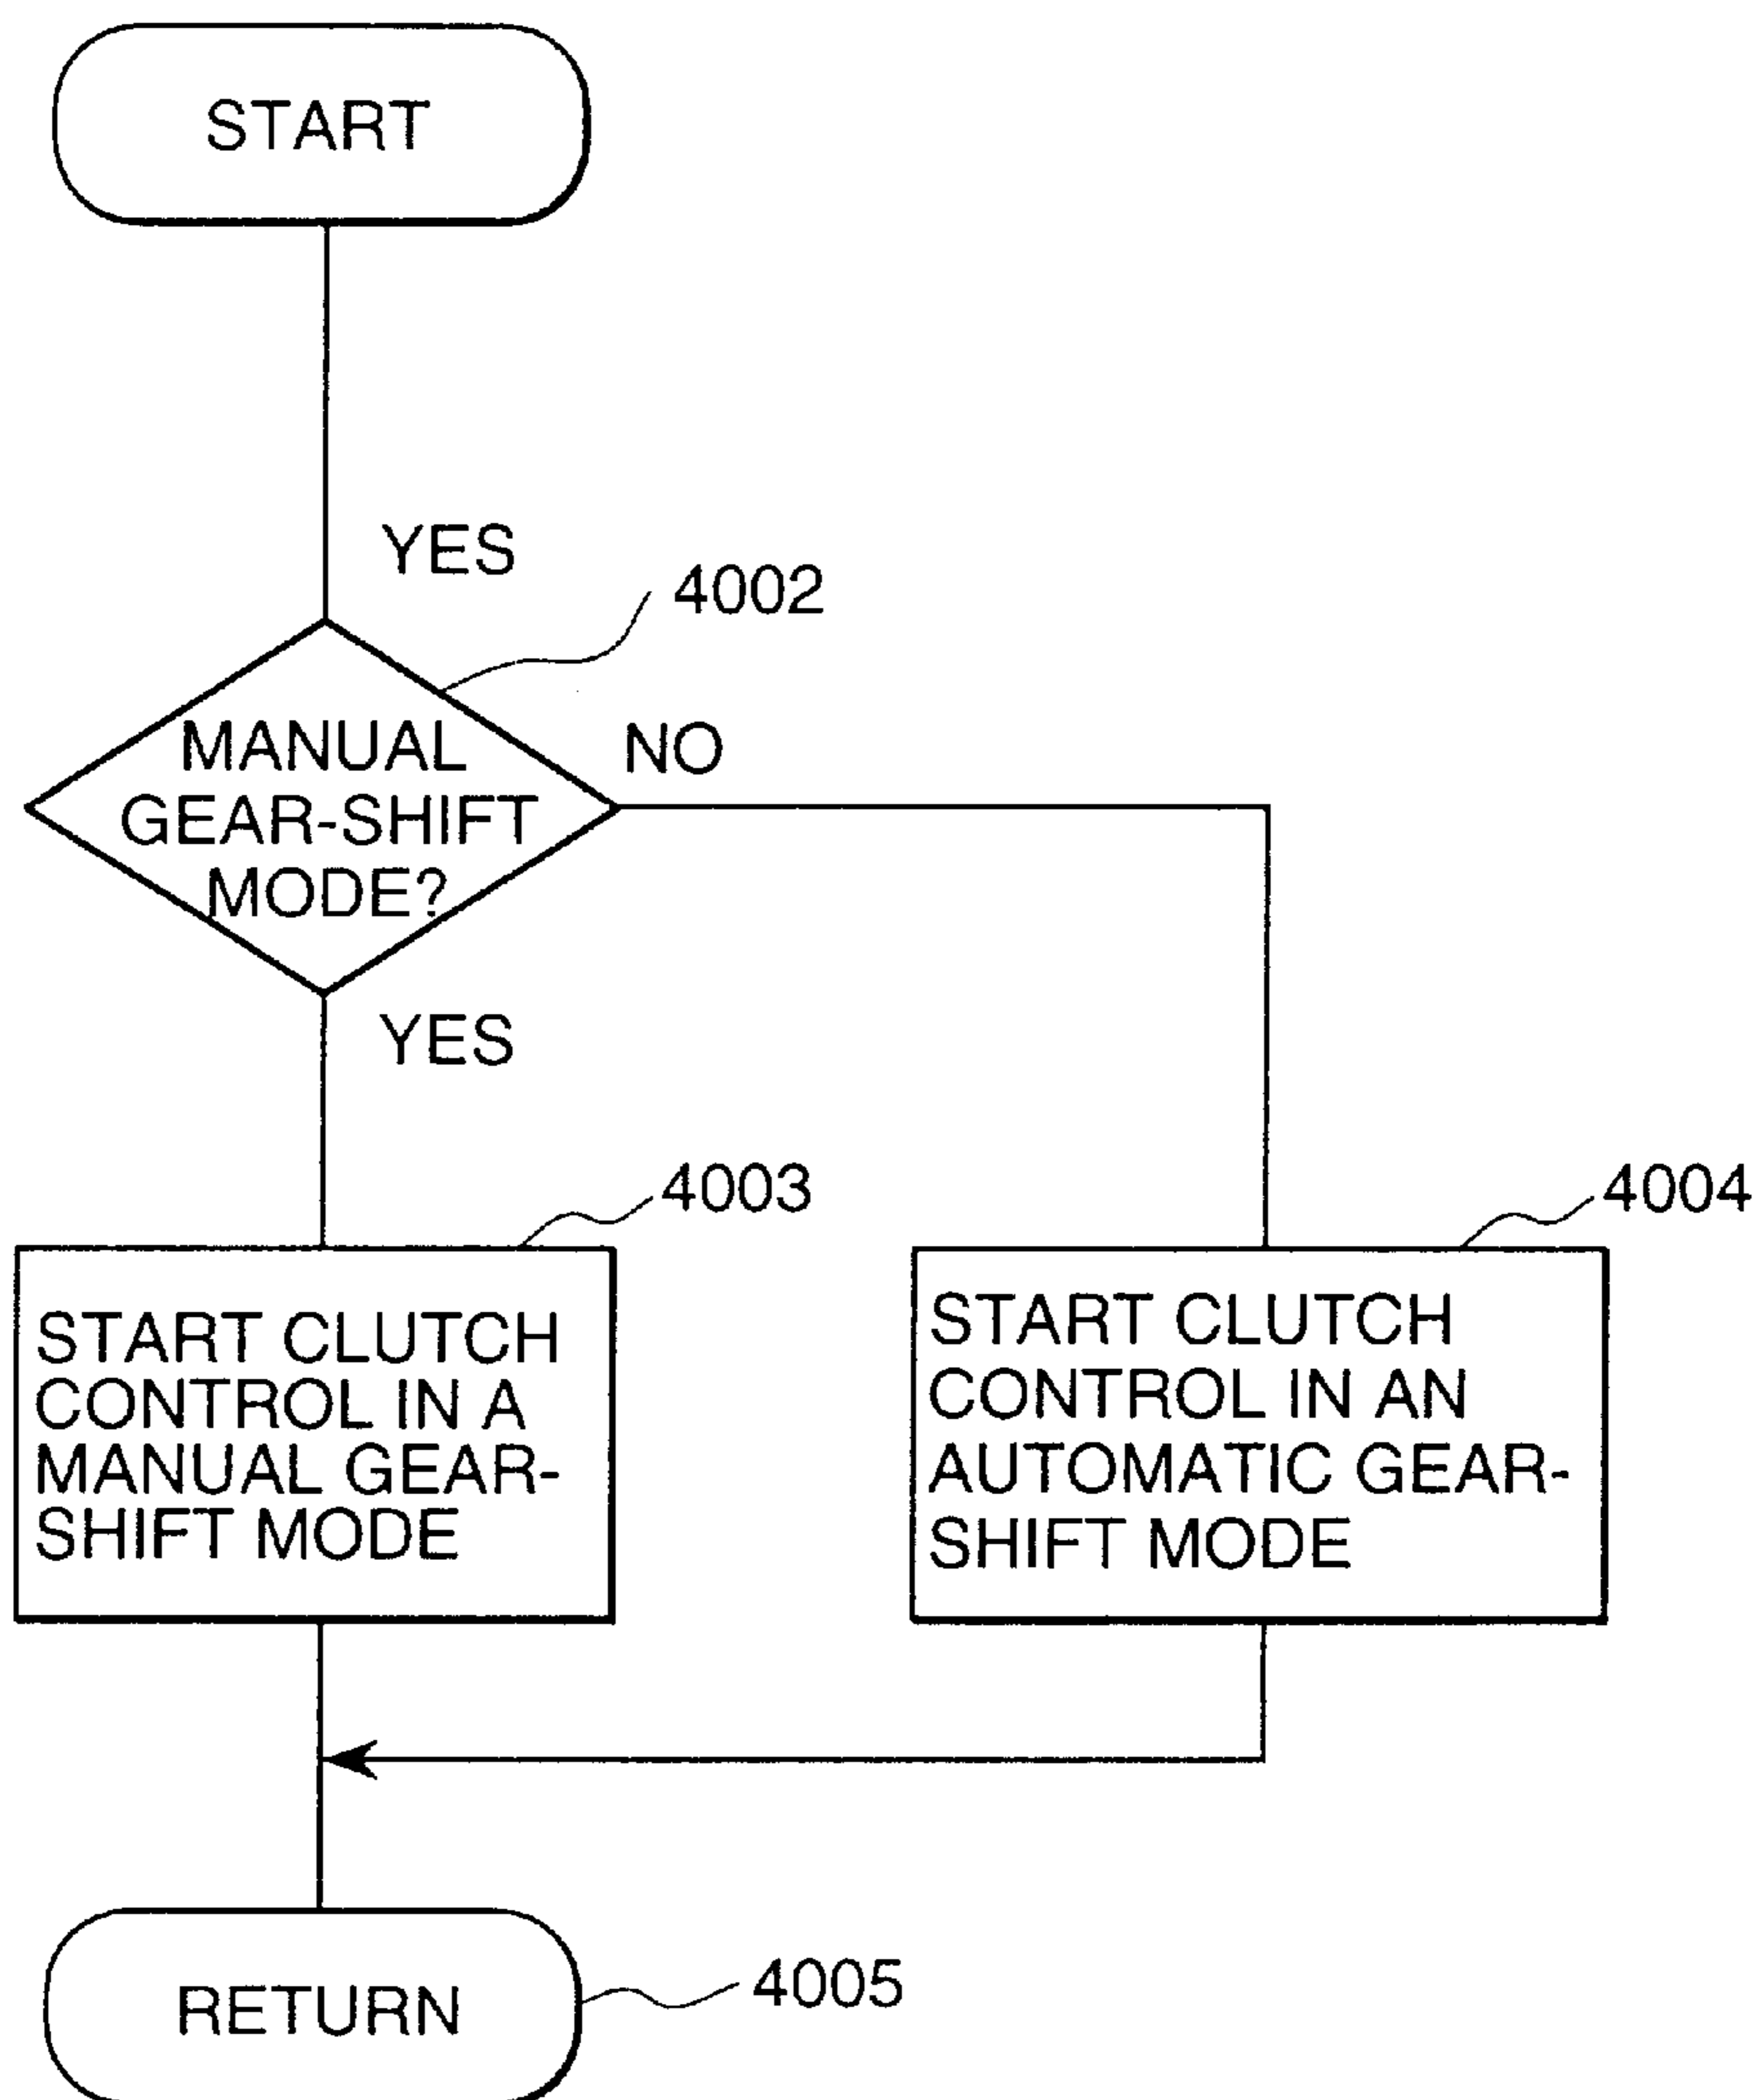 START
YES
4002
MANUAL
GEAR-SHIFT
MODE?
NO
YES
4003
START CLUTCH
CONTROL IN A
MANUAL GEAR-
SHIFT MODE
4004
START CLUTCH
CONTROL IN AN
AUTOMATIC GEAR-
SHIFT MODE
RETURN
4005